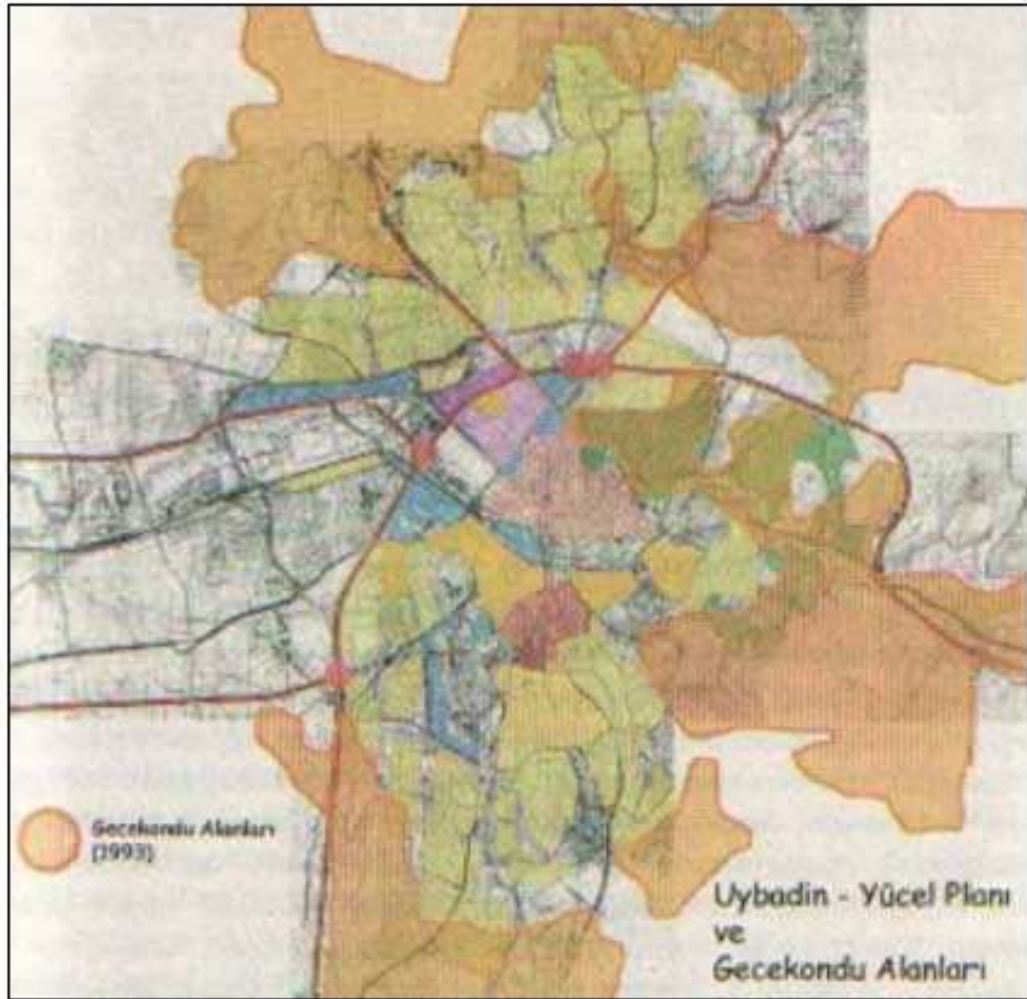 Gecekondu Alanları
(1993)
Uybadin - Yücel Planı
ve
Gecekondu Alanları